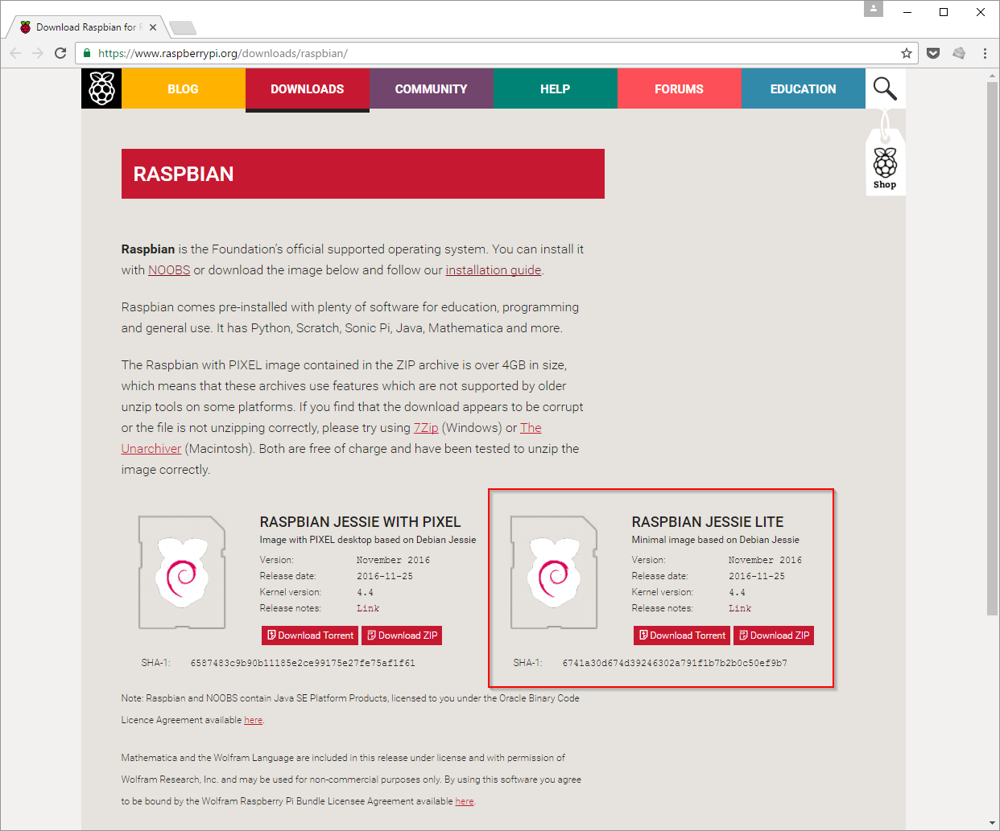 Download Raspbian for R
https://www.raspberrypi.org/downloads/raspbian/
BLOG
DOWNLOADS
COMMUNITY
HELP
FORUMS
EDUCATION
Shop
RASPBIAN
Raspbian is the Foundation's official supported operating system. You can install it
with NOOBS or download the image below and follow our installation guide.
Raspbian comes pre-installed with plenty of software for education, programming
and general use. It has Python, Scratch, Sonic Pi, Java, Mathematica and more.
The Raspbian with PIXEL image contained in the ZIP archive is over 4GB in size,
which means that these archives use features which are not supported by older
unzip tools on some platforms. If you find that the download appears to be corrupt
or the file is not unzipping correctly, please try using 7Zip (Windows) or The
Unarchiver (Macintosh). Both are free of charge and have been tested to unzip the
image correctly.
RASPBIAN JESSIE WITH PIXEL
Image with PIXEL desktop based on Debian Jessie
Version: November 2016
Release date: 2016-11-25
Kernel version: 4.4
Release notes: Link
Download Torrent
Download ZIP
SHA-1: 6587483c9b90b11185e2ce99175e27fe75af1f61
RASPBIAN JESSIE LITE
Minimal image based on Debian Jessie
Version: November 2016
Release date: 2016-11-25
Kernel version: 4.4
Release notes: Link
Download Torrent
Download ZIP
SHA-1: 6741a30d674d39246302a791f1b7b2b0c50ef9b7
Note: Raspbian and NOOBS contain Java SE Platform Products, licensed to you under the Oracle Binary Code
Licence Agreement available here.
Mathematica and the Wolfram Language are included in this release under license and with permission of
Wolfram Research, Inc. and may be used for non-commercial purposes only. By using this software you agree
to be bound by the Wolfram Raspberry Pi Bundle Licensee Agreement available here.